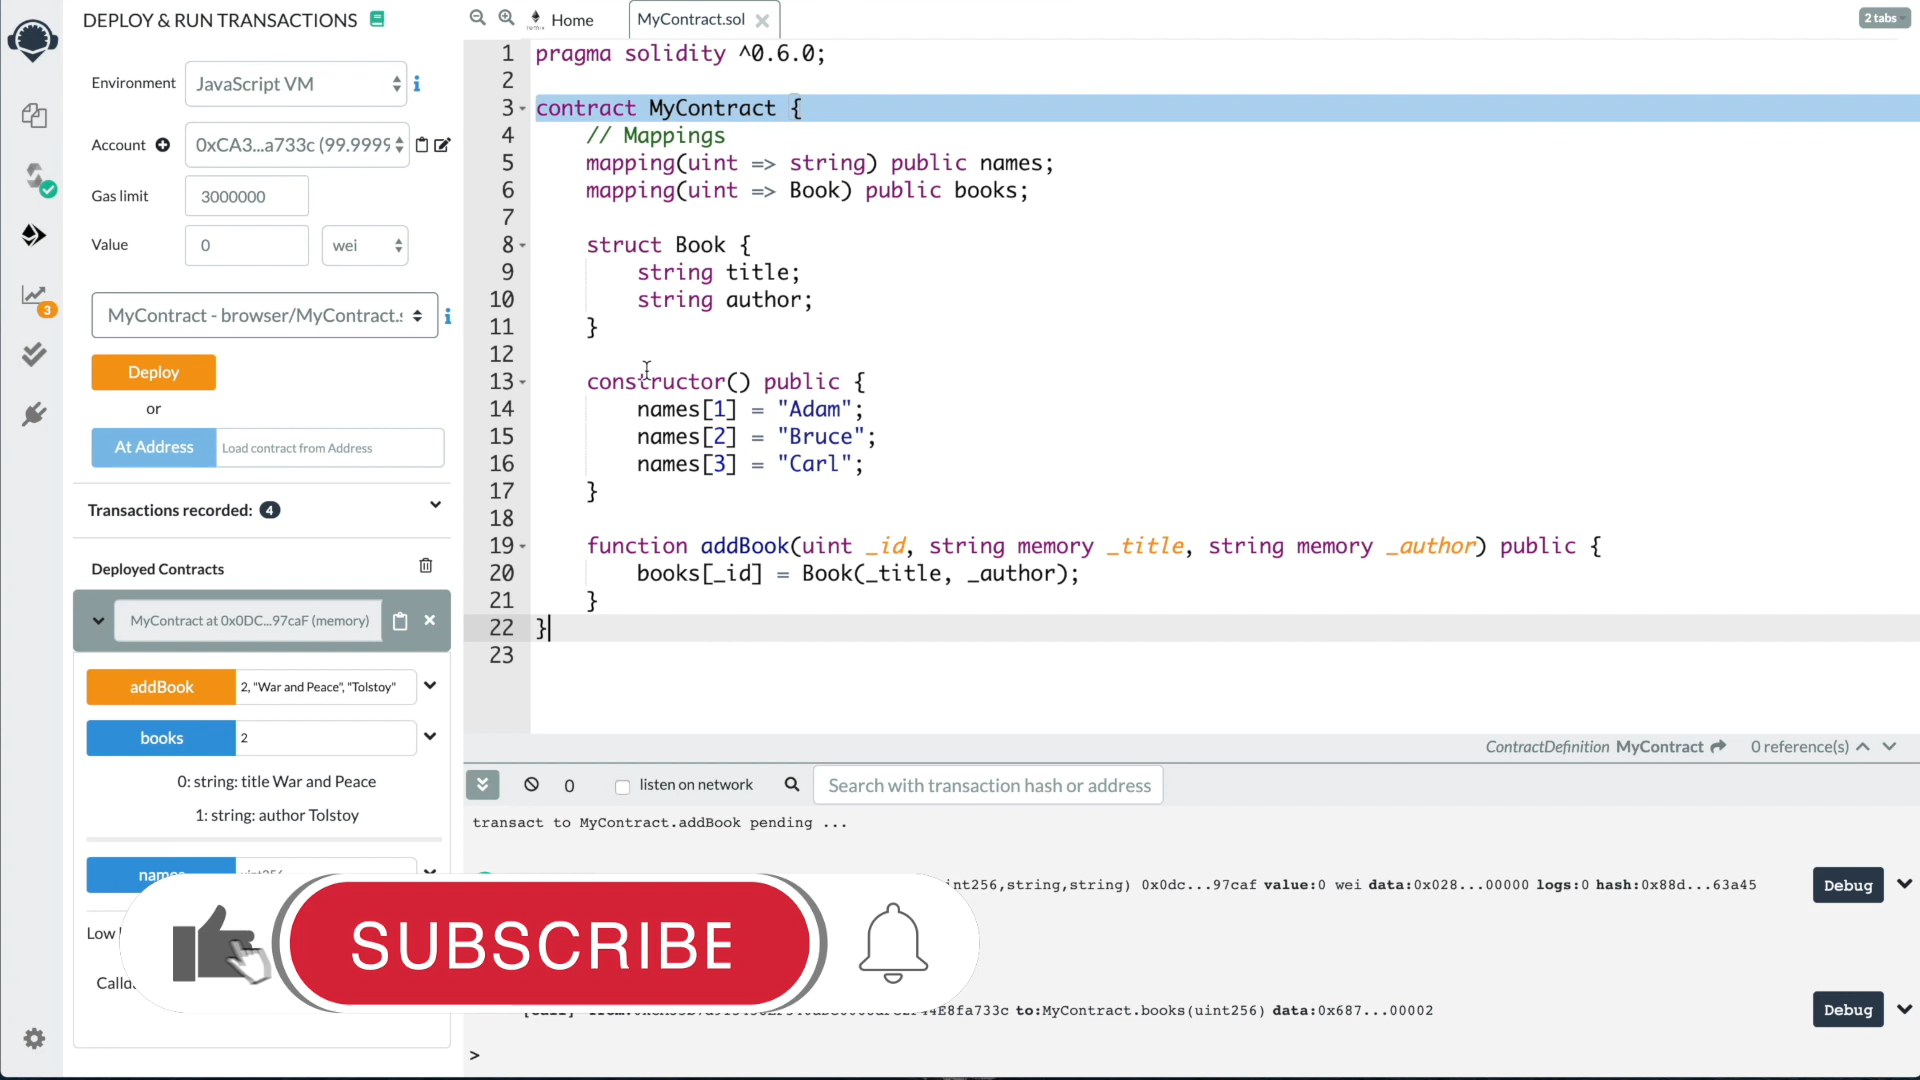 DEPLOY & RUN TRANSACTIONS
Environment
JavaScript VM
Account
0xCA3...a733c (99.9999
Gas limit
3000000
Value
0
wei
3
MyContract - browser/MyContract.s
Deploy
or
At Address
Load contract from Address
Transactions recorded: 4
Deployed Contracts
MyContract at 0x0DC...97caF (memory)
addBook
2, "War and Peace", "Tolstoy"
books
2
0: string: title War and Peace
1: string: author Tolstoy
names
uint256
Low
Home
MyContract.sol
2 tabs
1 pragma solidity ^0.6.0;
2
3 contract MyContract {
4 // Mappings
5 mapping(uint => string) public names;
6 mapping(uint => Book) public books;
7
8 struct Book {
9 string title;
10 string author;
11 }
12
13 constructor() public {
14 names[1] = "Adam";
15 names[2] = "Bruce";
16 names[3] = "Carl";
17 }
18
19 function addBook(uint _id, string memory _title, string memory _author) public {
20 books[_id] = Book(_title, _author);
21 }
22 }
23
ContractDefinition MyContract
0 reference(s)
0
listen on network
Search with transaction hash or address
transact to MyContract.addBook pending ...
int256,string,string) 0x0dc...97caf value:0 wei data:0x028...00000 logs:0 hash:0x88d...63a45
Debug
SUBSCRIBE
to:MyContract.books(uint256) data:0x687...00002
Debug
>